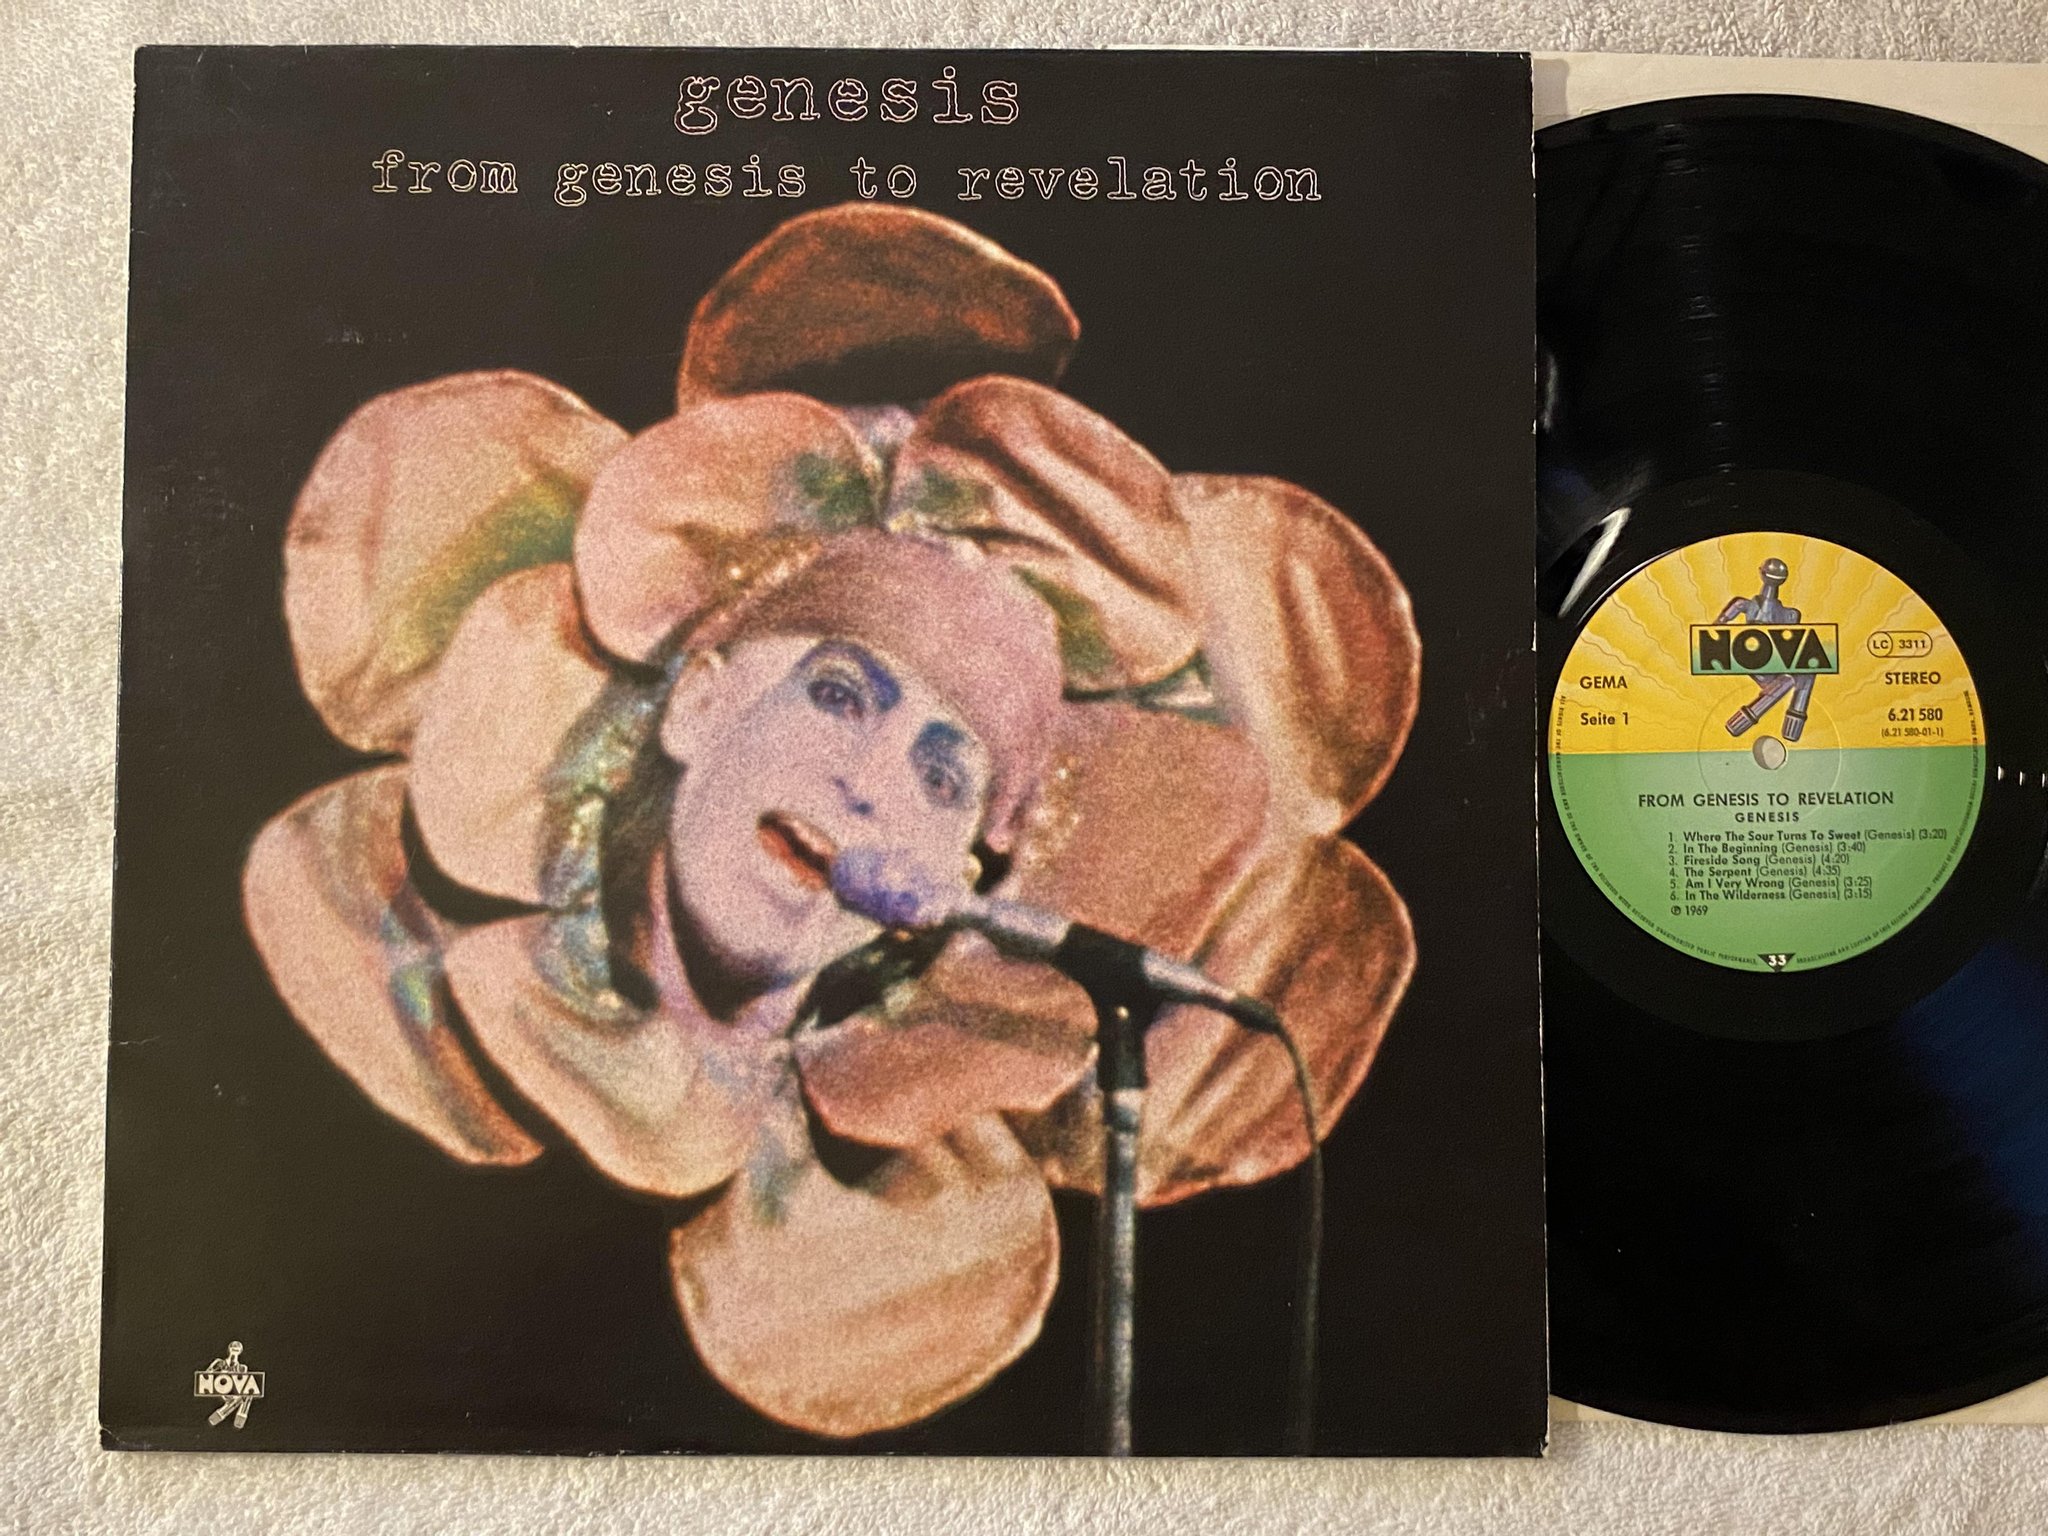 genesis
from genesis to revelation
NOVA
NOVA
LC 3311
GEMA
STEREO
Seite 1
6.21 580
(6.21 580-01-1)
FROM GENESIS TO REVELATION
GENESIS
1. Where The Sour Turns To Sweet (Genesis) (3:20)
2. In The Beginning (Genesis) (3:40)
3. Fireside Song (Genesis) (4:20)
4. The Serpent (Genesis) (4:35)
5. Am I Very Wrong (Genesis) (3:25)
6. In The Wilderness (Genesis) (3:15)
℗ 1969
33